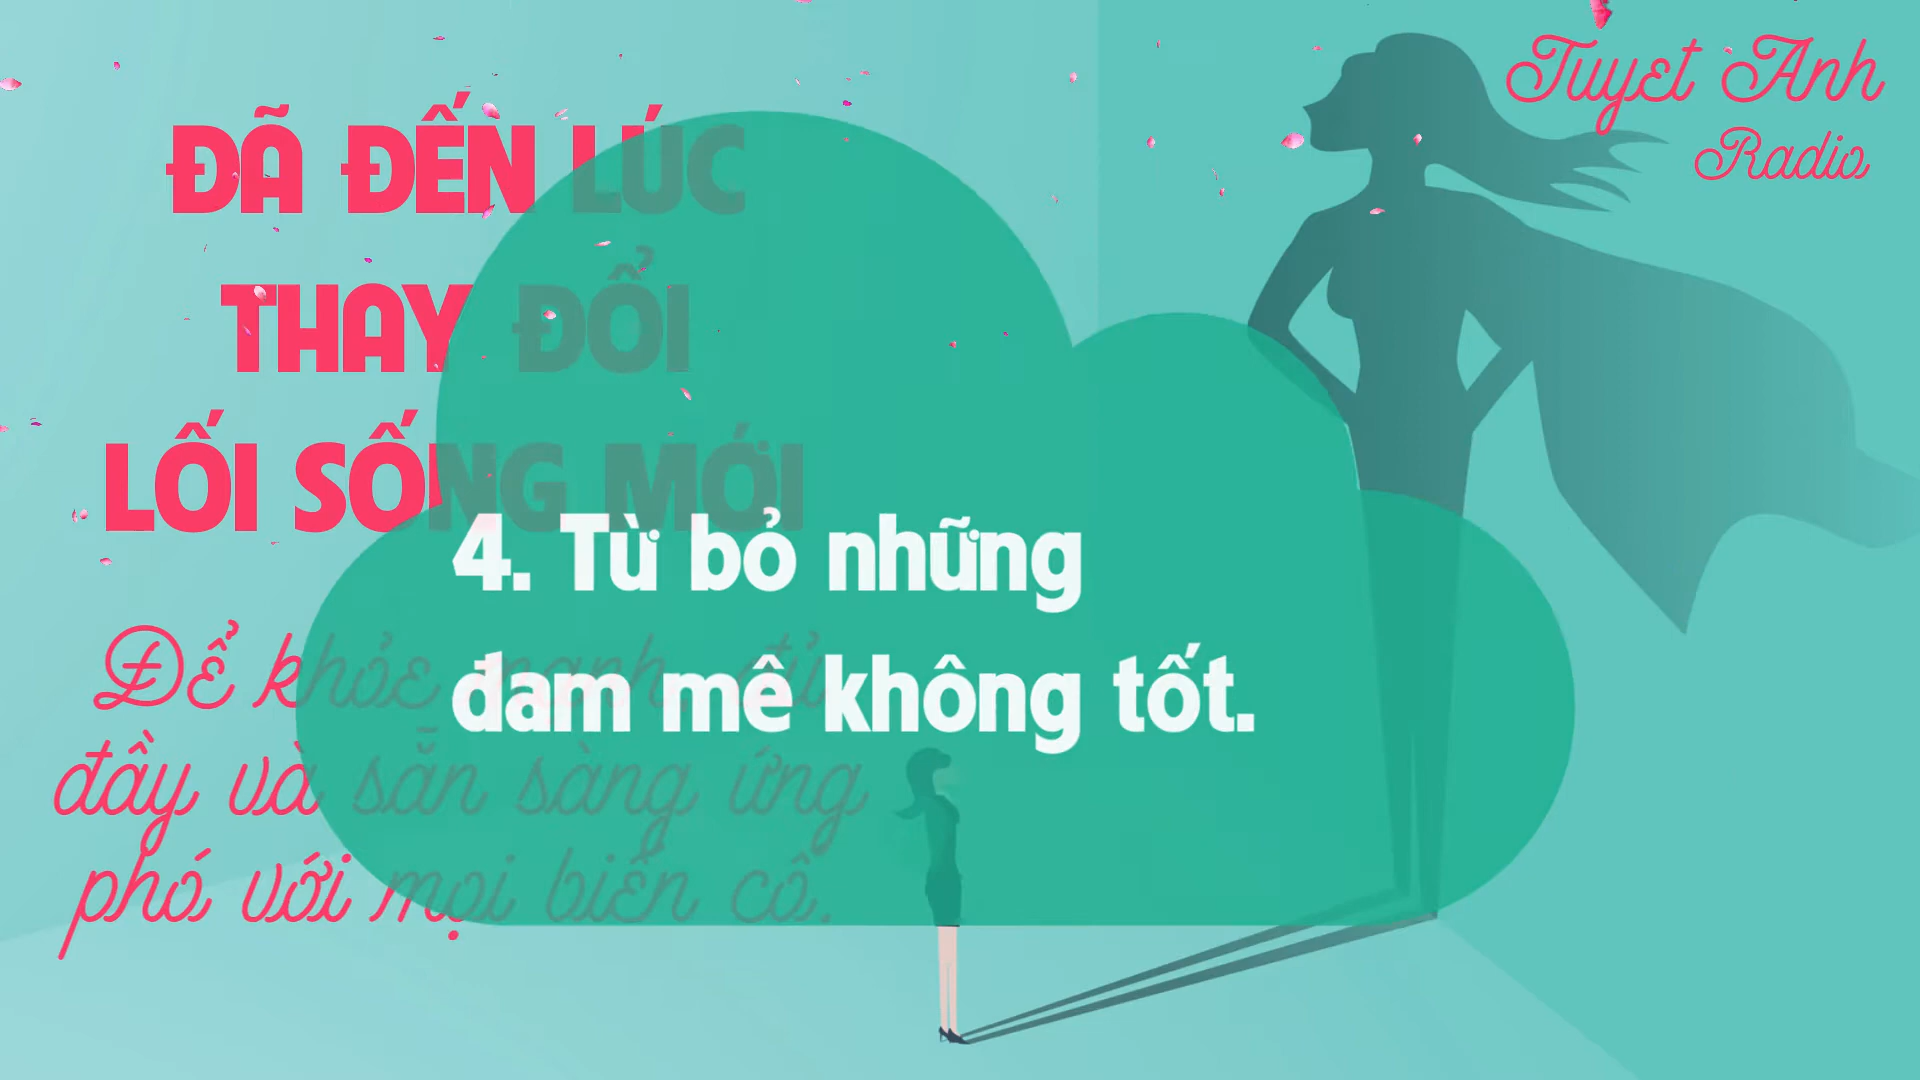 Tuyet Anh
Radio
ĐÃ ĐẾN LÚC
THAY ĐỔI
LỐI SỐNG MỚI
4. Từ bỏ những
đam mê không tốt.
Để khỏe mạnh, đủ
đầy và sẵn sàng ứng
phó với mọi biến cố.